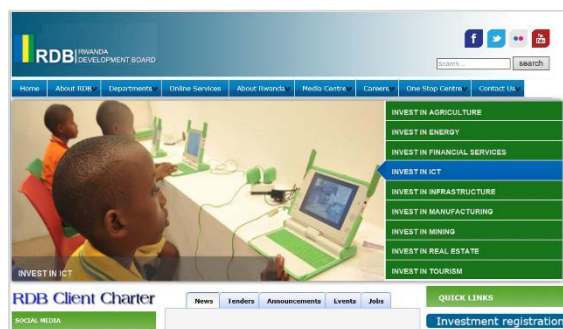 RDB RWANDA
DEVELOPMENT BOARD
Search... search
Home About RDB Departments Online Services About Rwanda Media Centre Careers One Stop Centre Contact Us
INVEST IN AGRICULTURE
INVEST IN ENERGY
INVEST IN FINANCIAL SERVICES
INVEST IN ICT
INVEST IN INFRASTRUCTURE
INVEST IN MANUFACTURING
INVEST IN MINING
INVEST IN REAL ESTATE
INVEST IN TOURISM
INVEST IN ICT
RDB Client Charter
News Tenders Announcements Events Jobs
QUICK LINKS
SOCIAL MEDIA
Investment registration